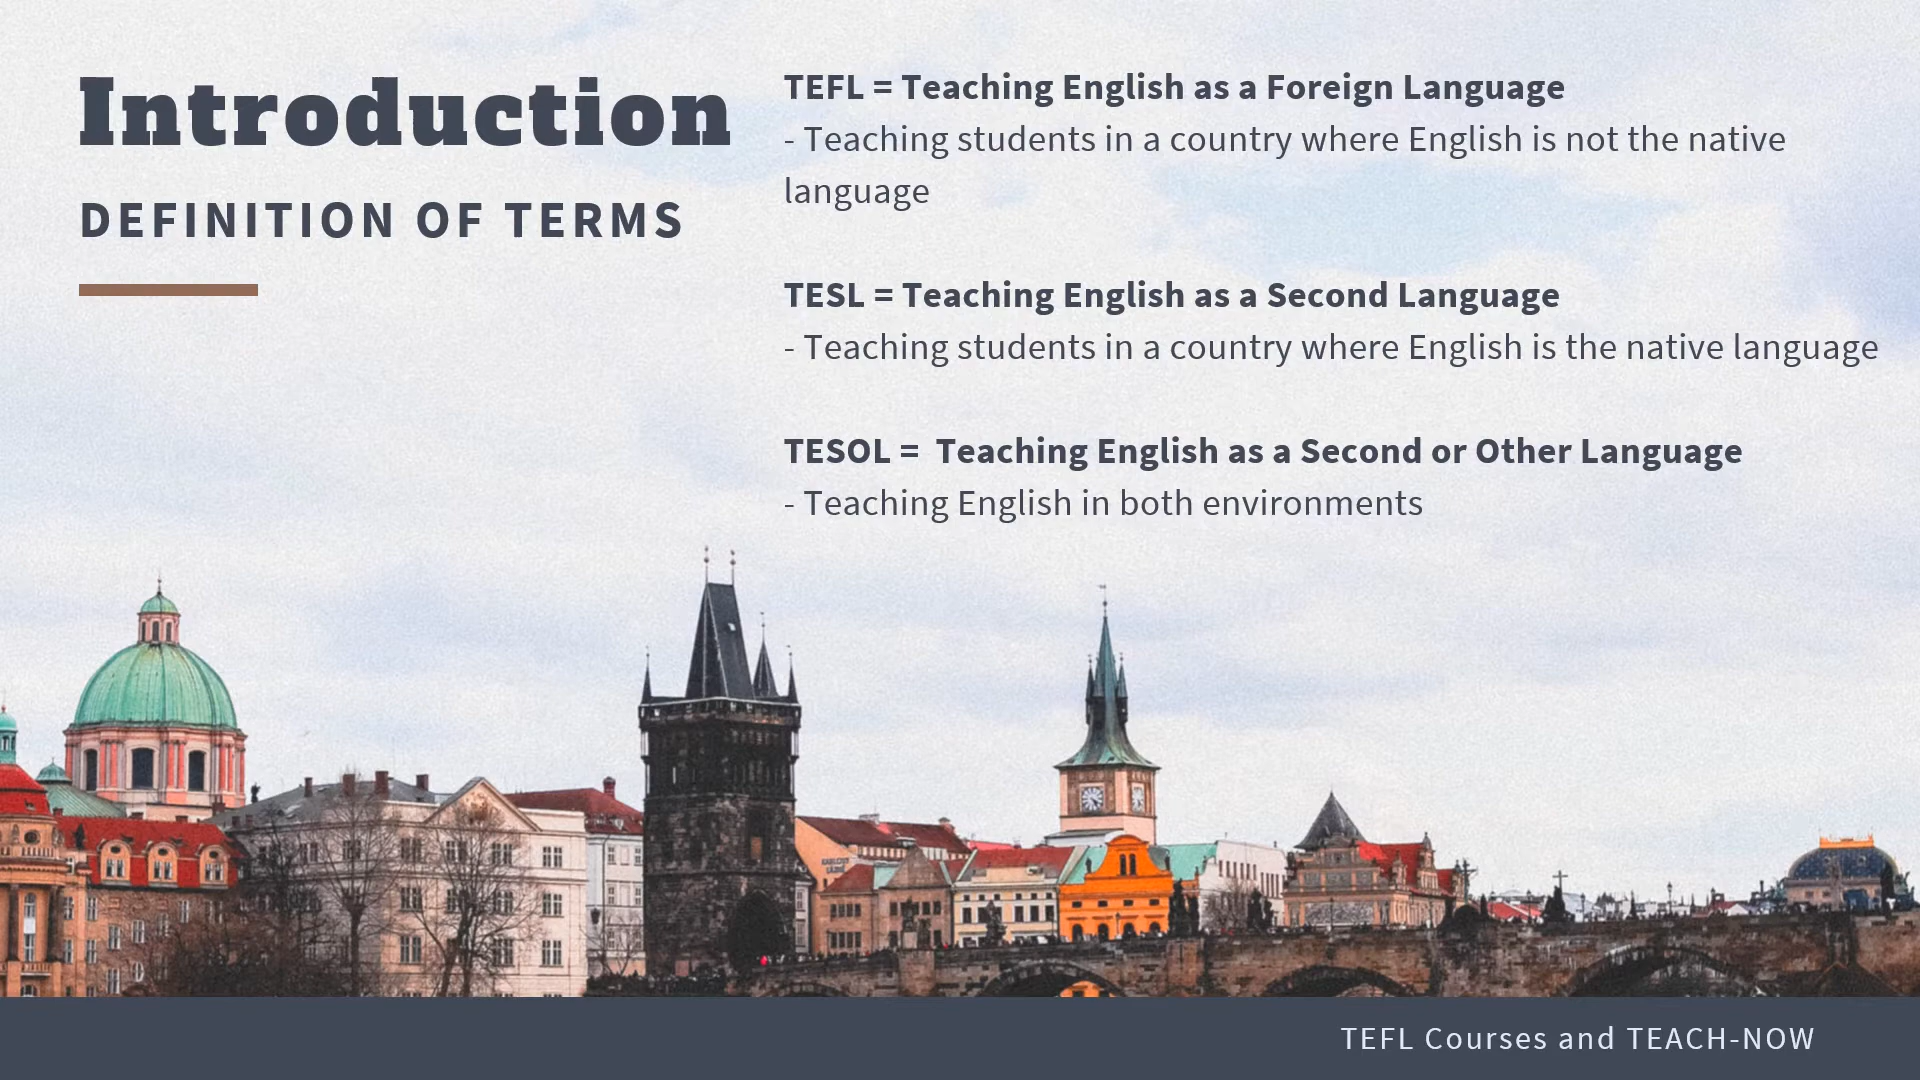 Introduction
DEFINITION OF TERMS
TEFL = Teaching English as a Foreign Language
- Teaching students in a country where English is not the native
language
TESL = Teaching English as a Second Language
- Teaching students in a country where English is the native language
TESOL =  Teaching English as a Second or Other Language
- Teaching English in both environments
TEFL Courses and TEACH-NOW